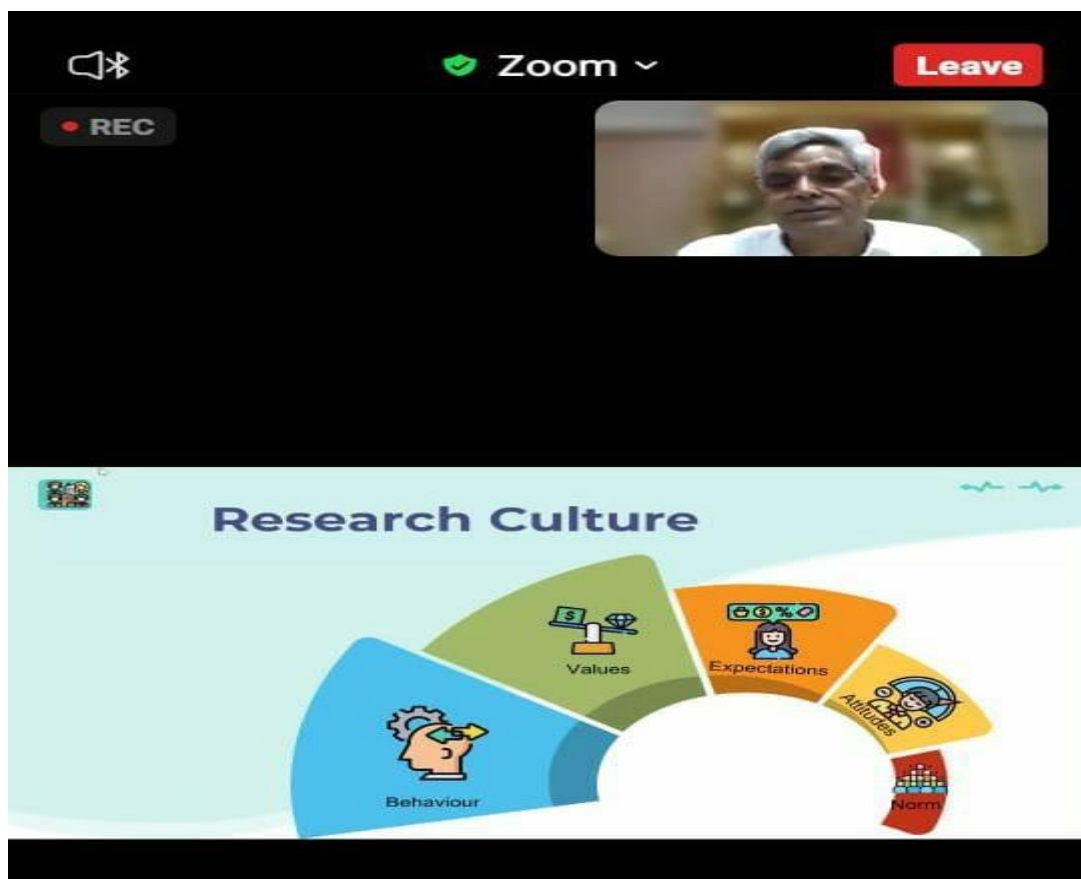 Zoom
Leave
REC
Research Culture
$
Values
$ %
Expectations
Attitudes
Behaviour
Norm